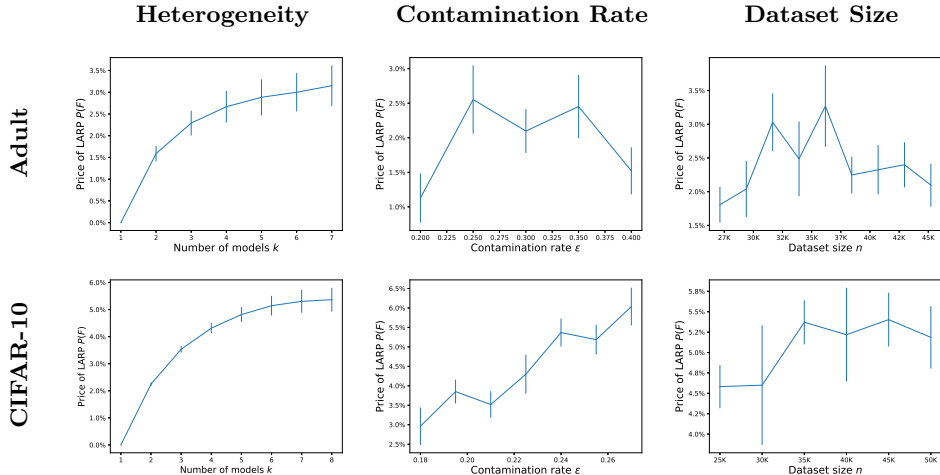 Heterogeneity Contamination Rate Dataset Size
Adult
Price of LARP P(F)
3.5%
3.0%
2.5%
2.0%
1.5%
1.0%
0.5%
0.0%
1 2 3 4 5 6 7
Number of models k
Price of LARP P(F)
3.0%
2.5%
2.0%
1.5%
1.0%
0.200 0.225 0.250 0.275 0.300 0.325 0.350 0.375 0.400
Contamination rate ε
Price of LARP P(F)
3.5%
3.0%
2.5%
2.0%
1.5%
27K 30K 32K 35K 37K 40K 42K 45K
Dataset size n
CIFAR-10
Price of LARP P(F)
6.0%
5.0%
4.0%
3.0%
2.0%
1.0%
0.0%
1 2 3 4 5 6 7 8
Number of models k
Price of LARP P(F)
6.5%
6.0%
5.5%
5.0%
4.5%
4.0%
3.5%
3.0%
2.5%
0.18 0.20 0.22 0.24 0.26
Contamination rate ε
Price of LARP P(F)
5.8%
5.5%
5.2%
5.0%
4.8%
4.5%
4.2%
4.0%
25K 30K 35K 40K 45K 50K
Dataset size n